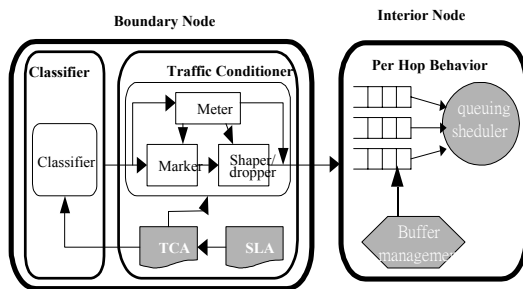 Boundary Node
Interior Node
Classifier
Traffic Conditioner
Per Hop Behavior
Meter
queuing
sheduler
Classifier
Marker
Shaper/
dropper
TCA
SLA
Buffer
management